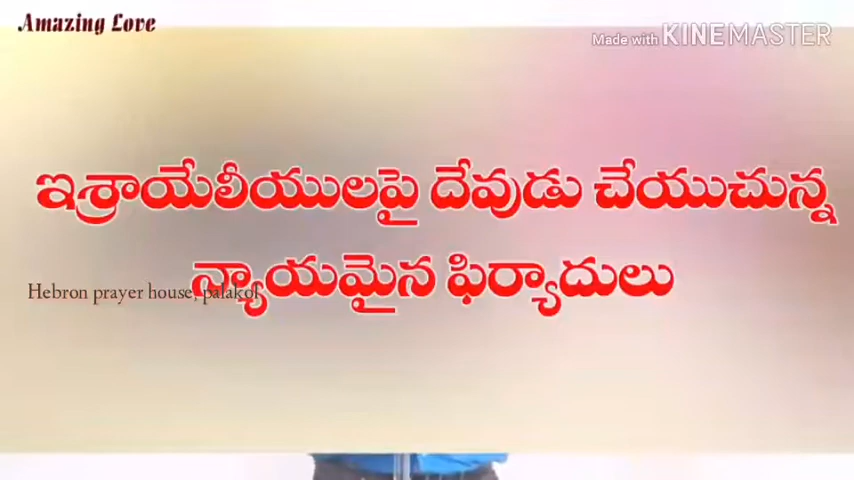 Amazing Love
Made with KINEMASTER
ఇశ్రాయేలీయులపై దేవుడు చేయుచున్న
న్యాయమైన ఫిర్యాదులు
Hebron prayer house, palakol